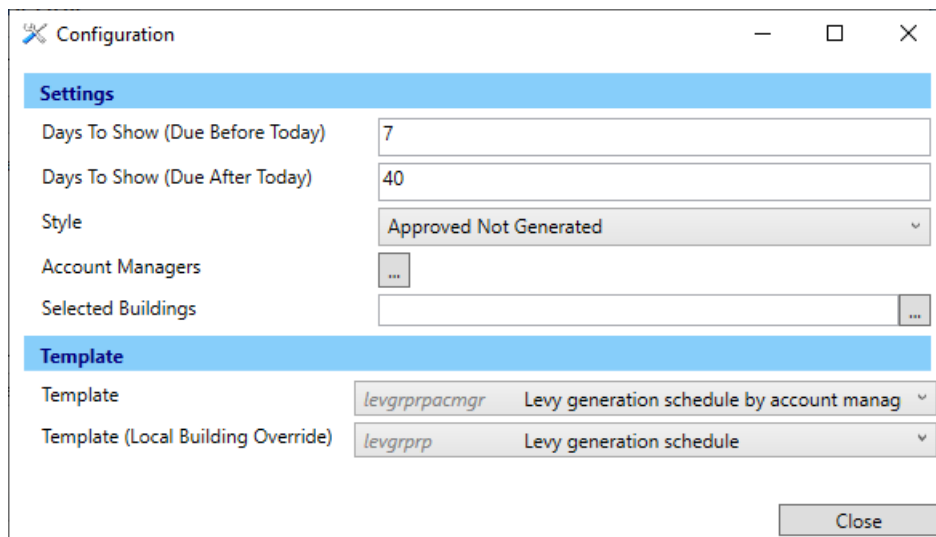 Configuration
Settings
Days To Show (Due Before Today) 7
Days To Show (Due After Today) 40
Style Approved Not Generated
Account Managers ...
Selected Buildings ...
Template
Template levgrprpacmgr Levy generation schedule by account manag
Template (Local Building Override) levgrprp Levy generation schedule
Close